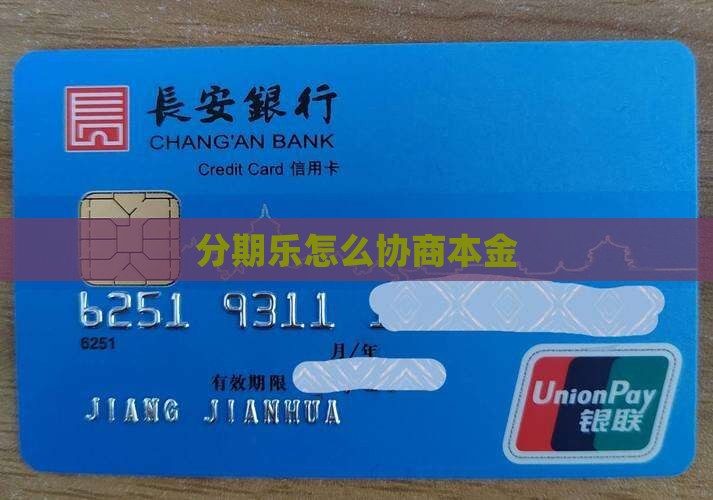 長安銀行
CHANG'AN BANK
Credit Card 信用卡
分期乐怎么协商本金
6251 9311
6251
月/年
有效期限
JIANG JIANHUA
UnionPay
银联